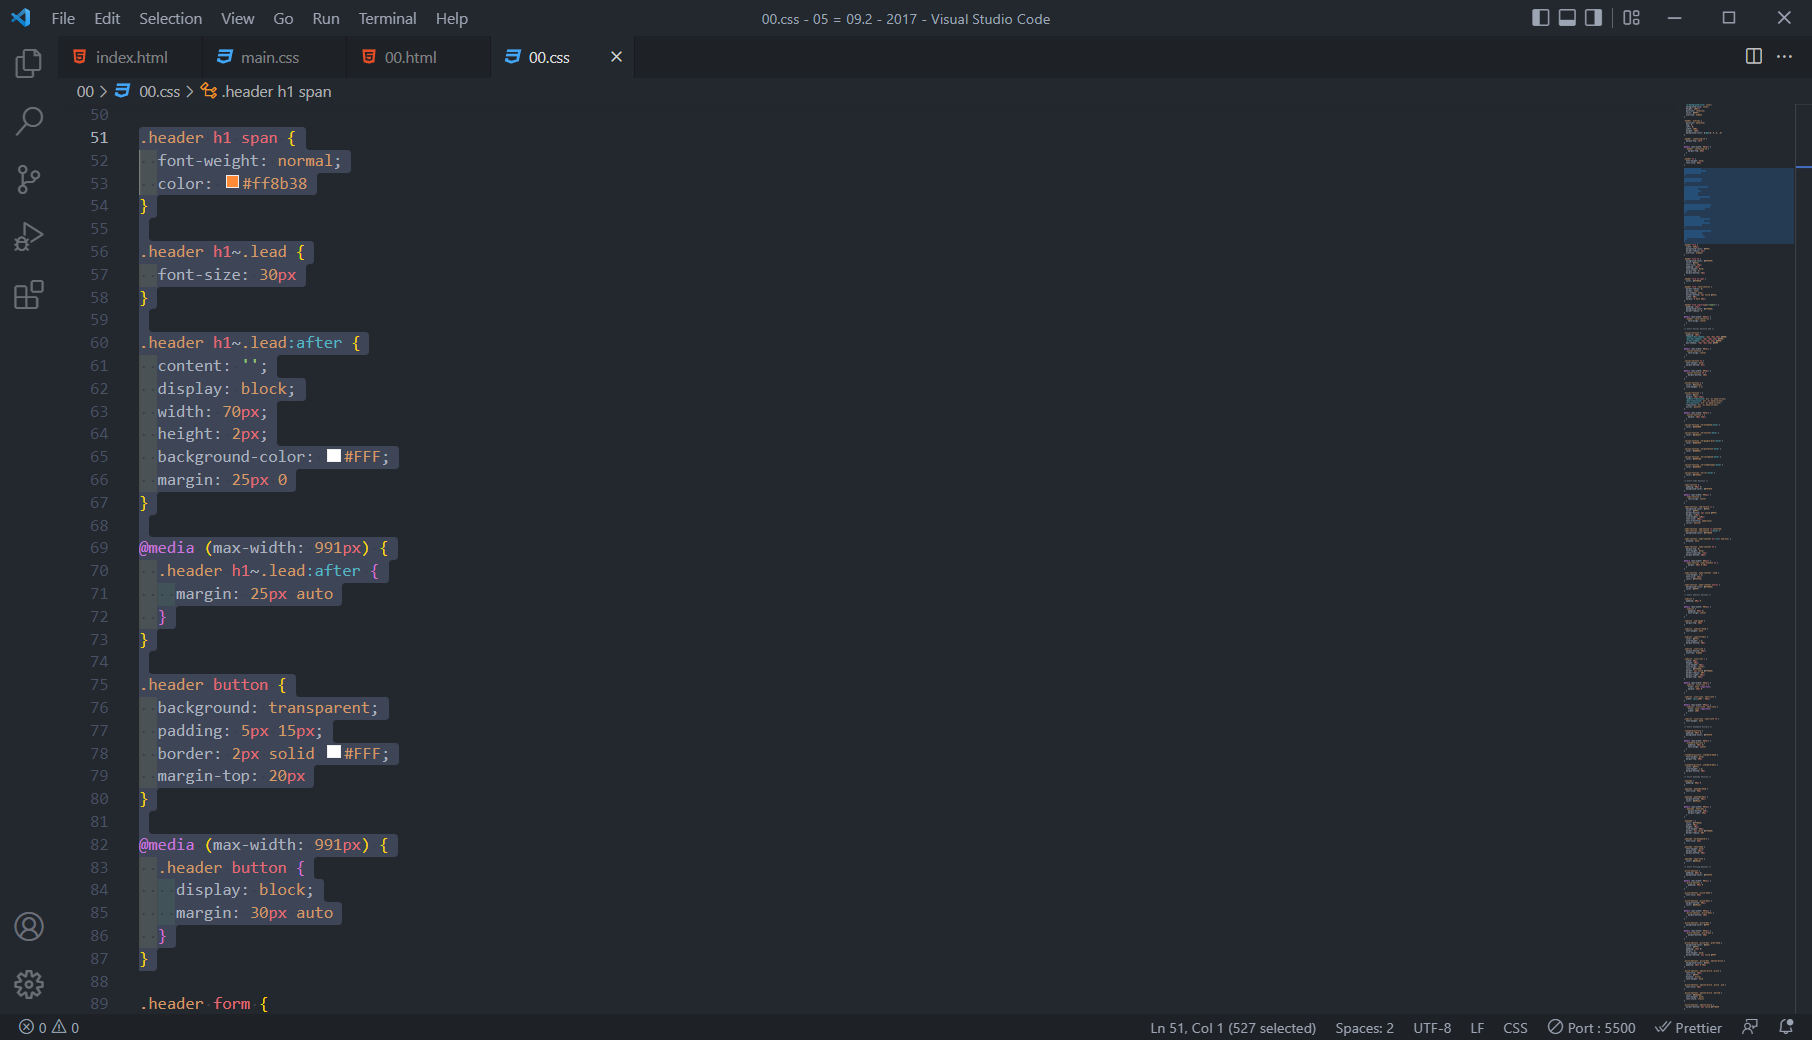 File Edit Selection View Go Run Terminal Help
00.css - 05 = 09.2 - 2017 - Visual Studio Code
index.html main.css 00.html 00.css
00 > 00.css > .header h1 span
50
51 .header h1 span {
52 font-weight: normal;
53 color: #ff8b38
54 }
55
56 .header h1~.lead {
57 font-size: 30px
58 }
59
60 .header h1~.lead:after {
61 content: '';
62 display: block;
63 width: 70px;
64 height: 2px;
65 background-color: #FFF;
66 margin: 25px 0
67 }
68
69 @media (max-width: 991px) {
70 .header h1~.lead:after {
71 margin: 25px auto
72 }
73 }
74
75 .header button {
76 background: transparent;
77 padding: 5px 15px;
78 border: 2px solid #FFF;
79 margin-top: 20px
80 }
81
82 @media (max-width: 991px) {
83 .header button {
84 display: block;
85 margin: 30px auto
86 }
87 }
88
89 .header form {
0 0 Ln 51, Col 1 (527 selected) Spaces: 2 UTF-8 LF CSS Port : 5500 Prettier